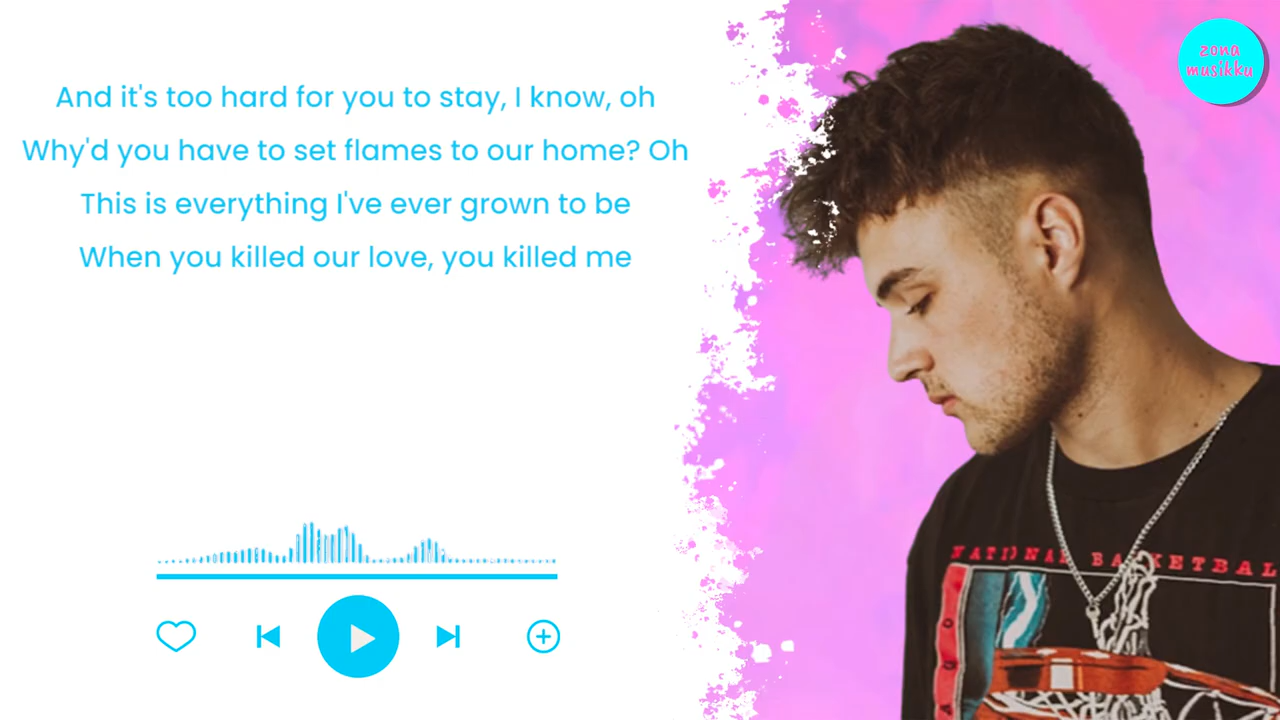 And it's too hard for you to stay, I know, oh
Why'd you have to set flames to our home? Oh
This is everything I've ever grown to be
When you killed our love, you killed me
zona
musikku
NATIONAL BASKETBAL